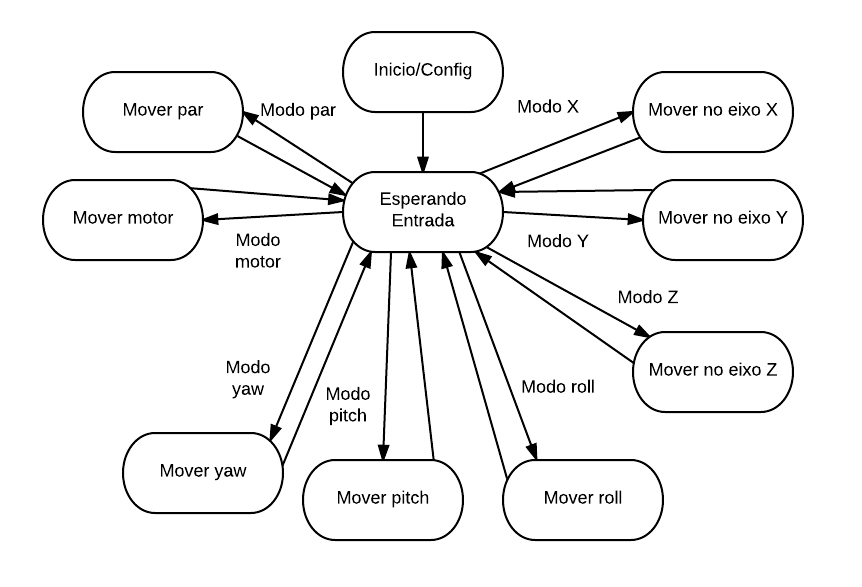 Inicio/Config
Mover par
Modo par
Modo X
Mover no eixo X
Esperando
Entrada
Mover motor
Modo
motor
Modo Y
Mover no eixo Y
Modo Z
Mover no eixo Z
Modo
yaw
Modo
pitch
Modo roll
Mover yaw
Mover pitch
Mover roll